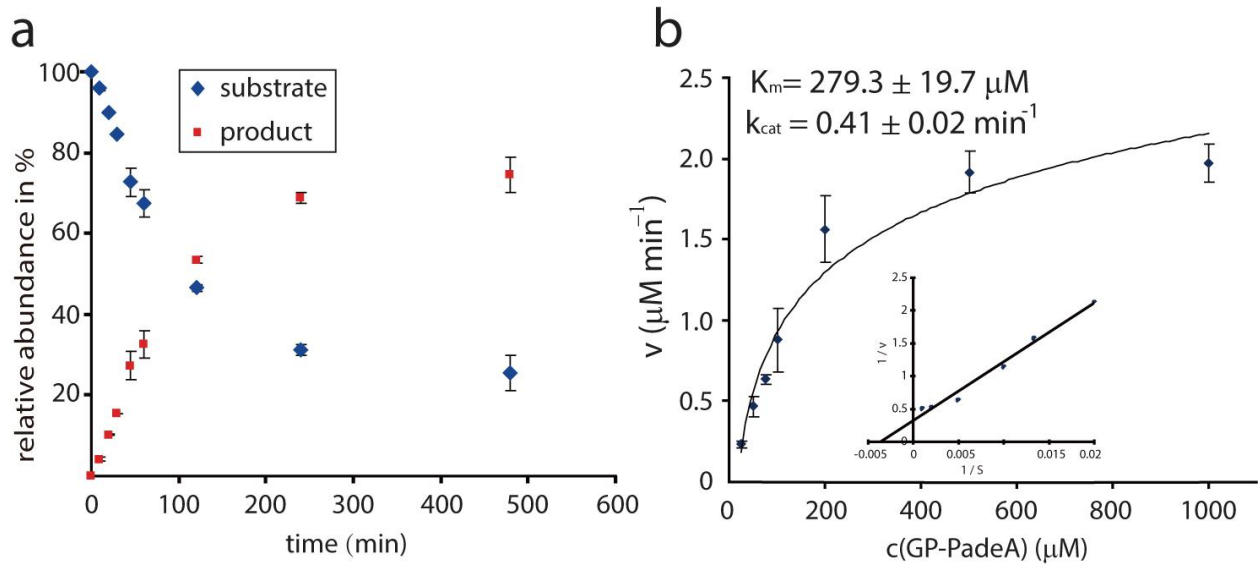 a
relative abundance in %
100
80
60
40
20
substrate
product
0 100 200 300 400 500 600
time (min)
b
Km= 279.3 ± 19.7 μM
kcat = 0.41 ± 0.02 min-1
v (μM min−1)
2.5
2.0
1.5
1.0
0.5
0
0 200 400 600 800 1000
c(GP-PadeA) (μM)
1 / v
2.5
2
1.5
1
0.5
0
-0.005 0 0.005 0.015 0.02
1 / S